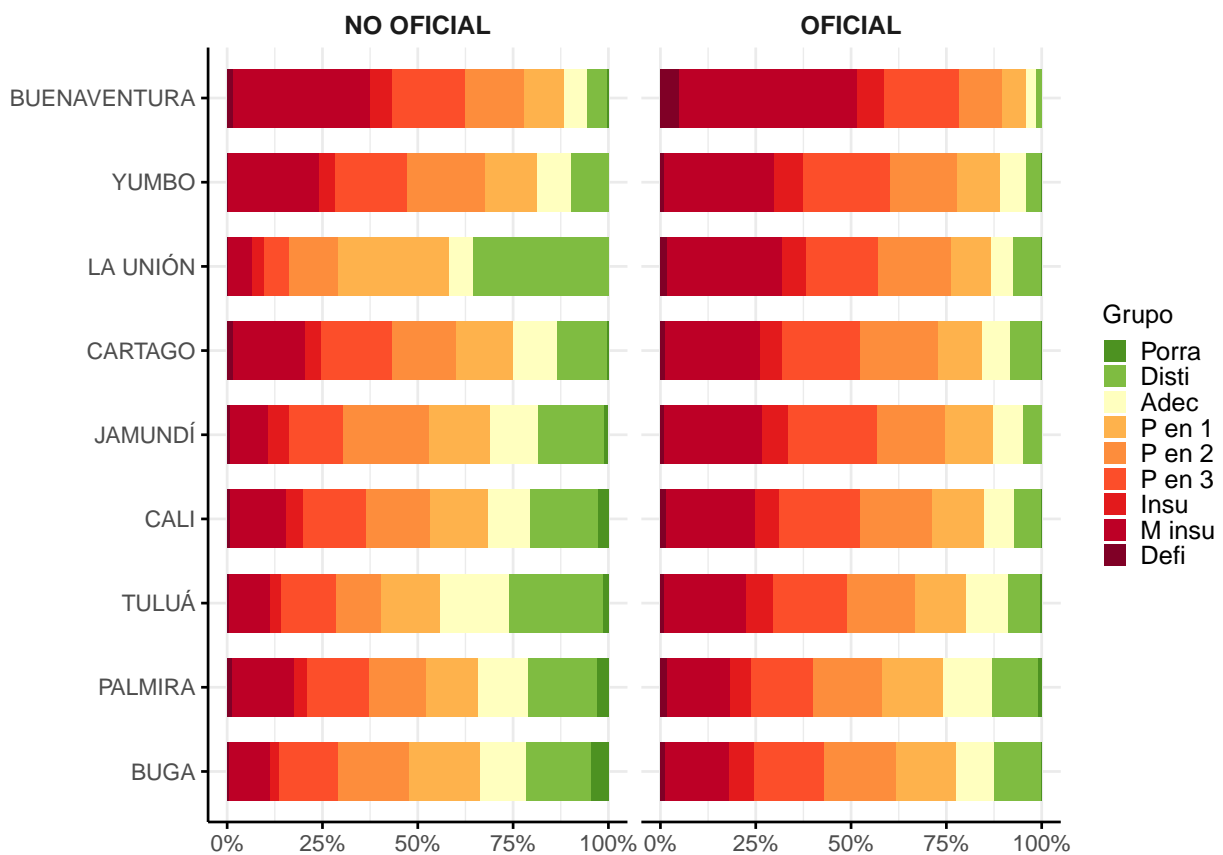 NO OFICIAL
OFICIAL
BUENAVENTURA
YUMBO
LA UNIÓN
CARTAGO
JAMUNDÍ
CALI
TULUÁ
PALMIRA
BUGA
0% 25% 50% 75% 100%
0% 25% 50% 75% 100%
Grupo
Porra
Disti
Adec
P en 1
P en 2
P en 3
Insu
M insu
Defi